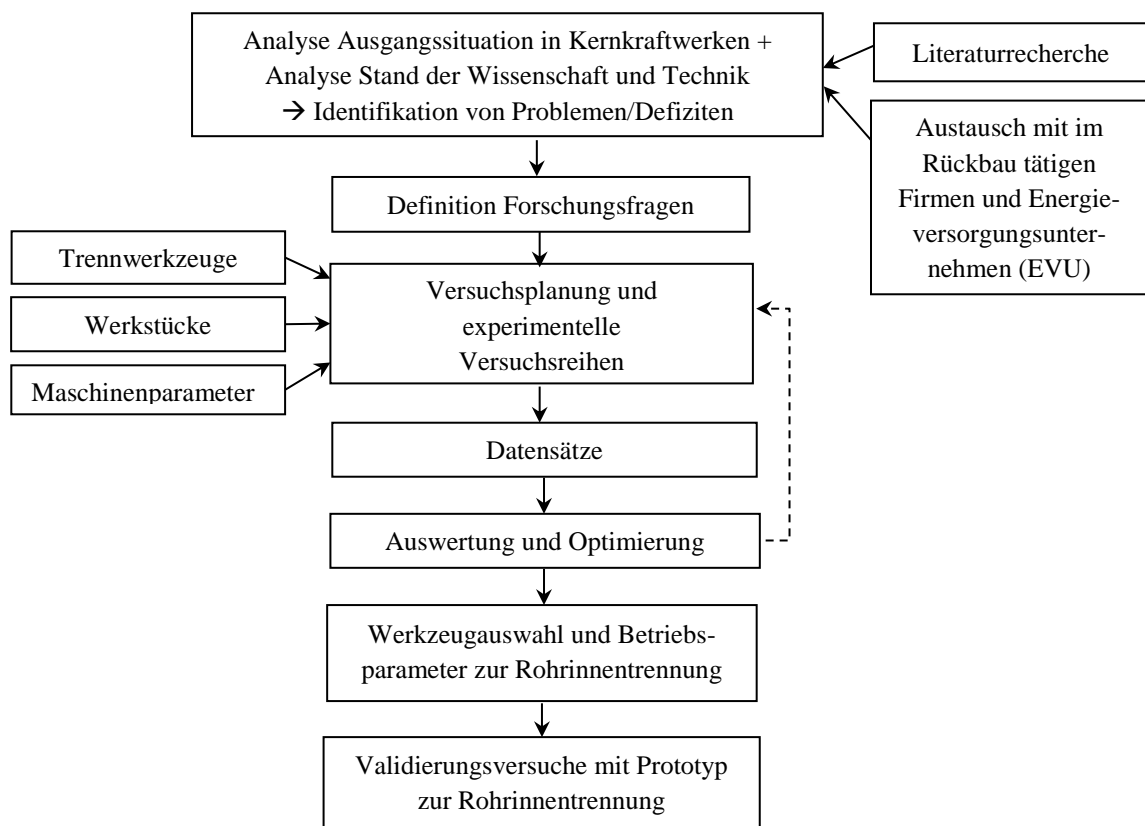 Analyse Ausgangssituation in Kernkraftwerken +
Analyse Stand der Wissenschaft und Technik
→ Identifikation von Problemen/Defiziten
Literaturrecherche
Austausch mit im
Rückbau tätigen
Firmen und Energie-
versorgungsunter-
nehmen (EVU)
Definition Forschungsfragen
Trennwerkzeuge
Werkstücke
Maschinenparameter
Versuchsplanung und
experimentelle
Versuchsreihen
Datensätze
Auswertung und Optimierung
Werkzeugauswahl und Betriebs-
parameter zur Rohrinnentrennung
Validierungsversuche mit Prototyp
zur Rohrinnentrennung